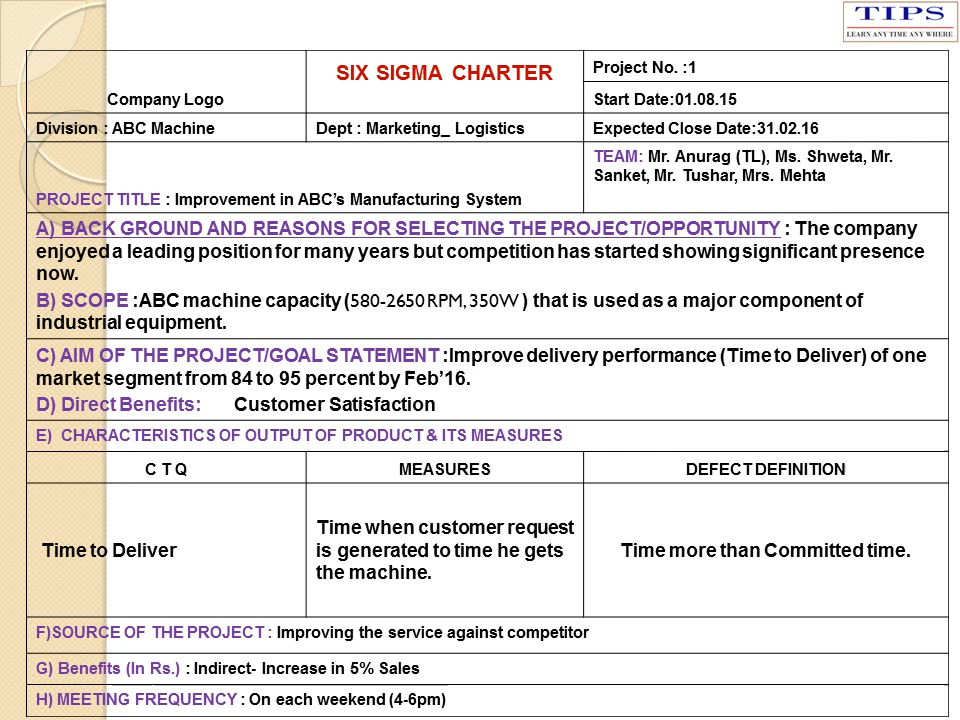 TIPS
LEARN ANY TIME ANY WHERE
Company Logo
SIX SIGMA CHARTER
Project No. :1
Start Date:01.08.15
Division : ABC Machine
Dept : Marketing_ Logistics
Expected Close Date:31.02.16
PROJECT TITLE : Improvement in ABC's Manufacturing System
TEAM: Mr. Anurag (TL), Ms. Shweta, Mr.
Sanket, Mr. Tushar, Mrs. Mehta
A) BACK GROUND AND REASONS FOR SELECTING THE PROJECT/OPPORTUNITY : The company
enjoyed a leading position for many years but competition has started showing significant presence
now.
B) SCOPE :ABC machine capacity (580-2650 RPM, 350W ) that is used as a major component of
industrial equipment.
C) AIM OF THE PROJECT/GOAL STATEMENT :Improve delivery performance (Time to Deliver) of one
market segment from 84 to 95 percent by Feb'16.
D) Direct Benefits: Customer Satisfaction
E) CHARACTERISTICS OF OUTPUT OF PRODUCT & ITS MEASURES
C T Q
MEASURES
DEFECT DEFINITION
Time to Deliver
Time when customer request
is generated to time he gets
the machine.
Time more than Committed time.
F)SOURCE OF THE PROJECT : Improving the service against competitor
G) Benefits (In Rs.) : Indirect- Increase in 5% Sales
H) MEETING FREQUENCY : On each weekend (4-6pm)